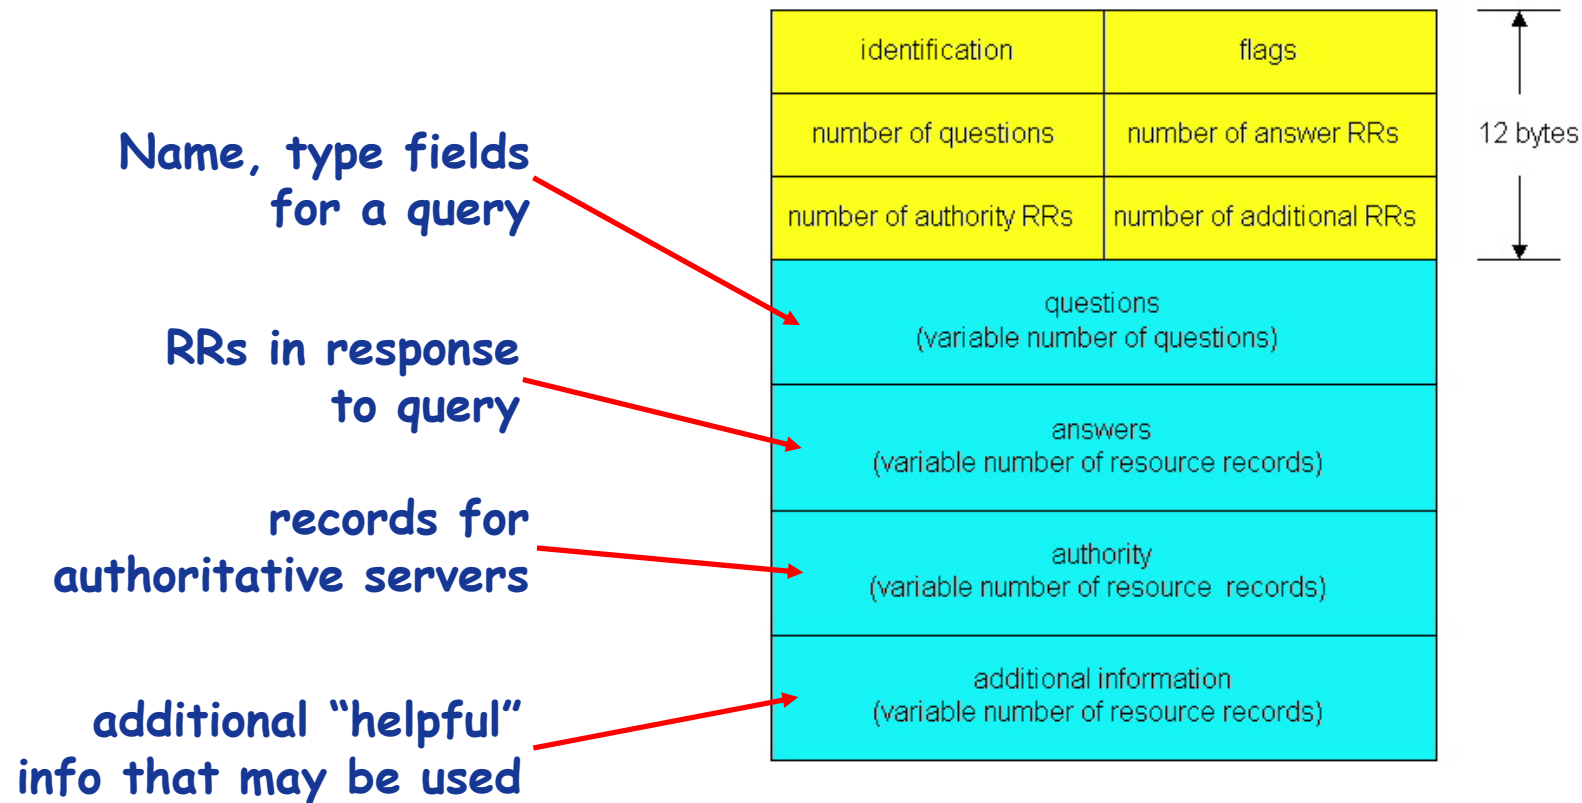 identification
flags
number of questions
number of answer RRs
12 bytes
number of authority RRs
number of additional RRs
Name, type fields
for a query
questions
(variable number of questions)
RRs in response
to query
answers
(variable number of resource records)
records for
authoritative servers
authority
(variable number of resource records)
additional “helpful”
info that may be used
additional information
(variable number of resource records)